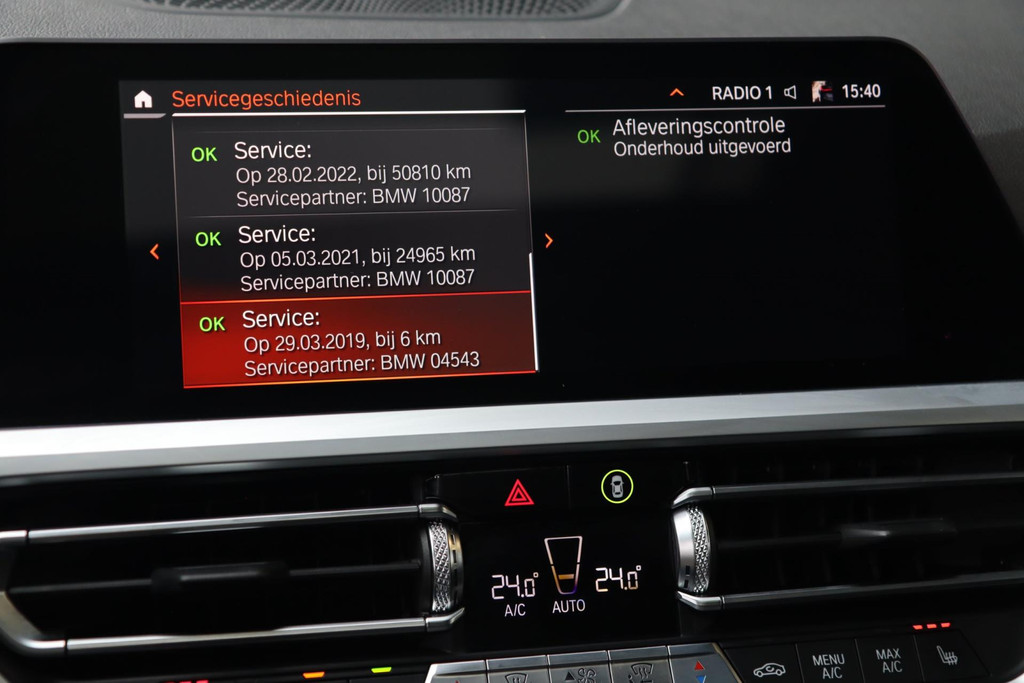 Servicegeschiedenis
RADIO 1 15:40
OK Service:
Op 28.02.2022, bij 50810 km
Servicepartner: BMW 10087
OK Service:
Op 05.03.2021, bij 24965 km
Servicepartner: BMW 10087
OK Service:
Op 29.03.2019, bij 6 km
Servicepartner: BMW 04543
OK Afleveringscontrole
Onderhoud uitgevoerd
24.0° 24.0°
A/C AUTO
MENU
A/C
MAX
A/C